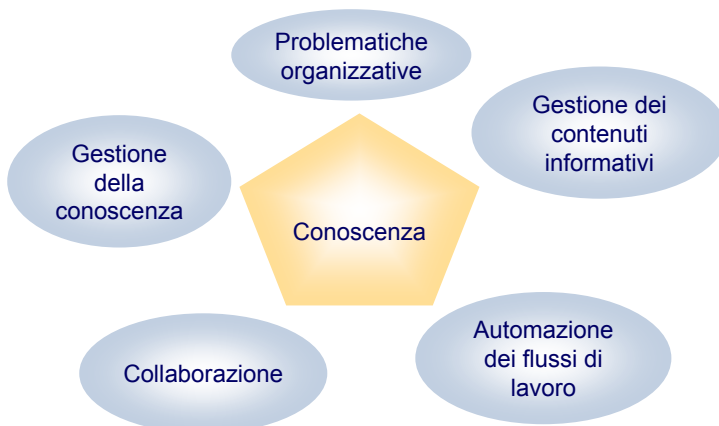 Problematiche
organizzative
Gestione dei
contenuti
informativi
Gestione
della
conoscenza
Conoscenza
Automazione
dei flussi di
lavoro
Collaborazione